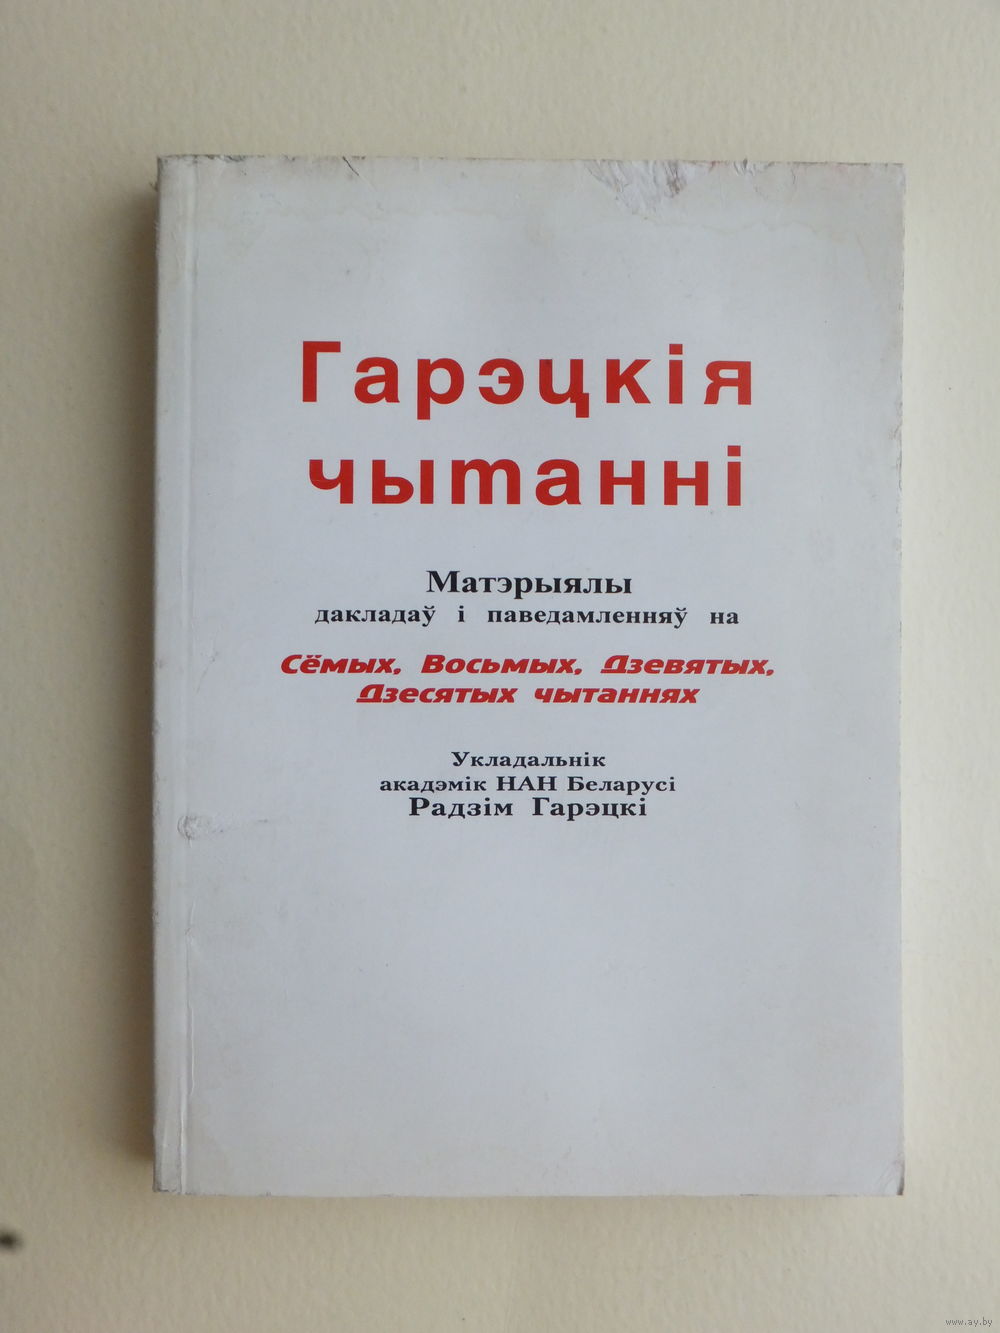 Гарэцкія
чытанні
Матэрыялы
дакладаў і паведамленняў на
Сёмых, Восьмых, Дзевятых,
Дзесятых чытаннях
Укладальнік
акадэмік НАН Беларусі
Радзім Гарэцкі
www.ay.by